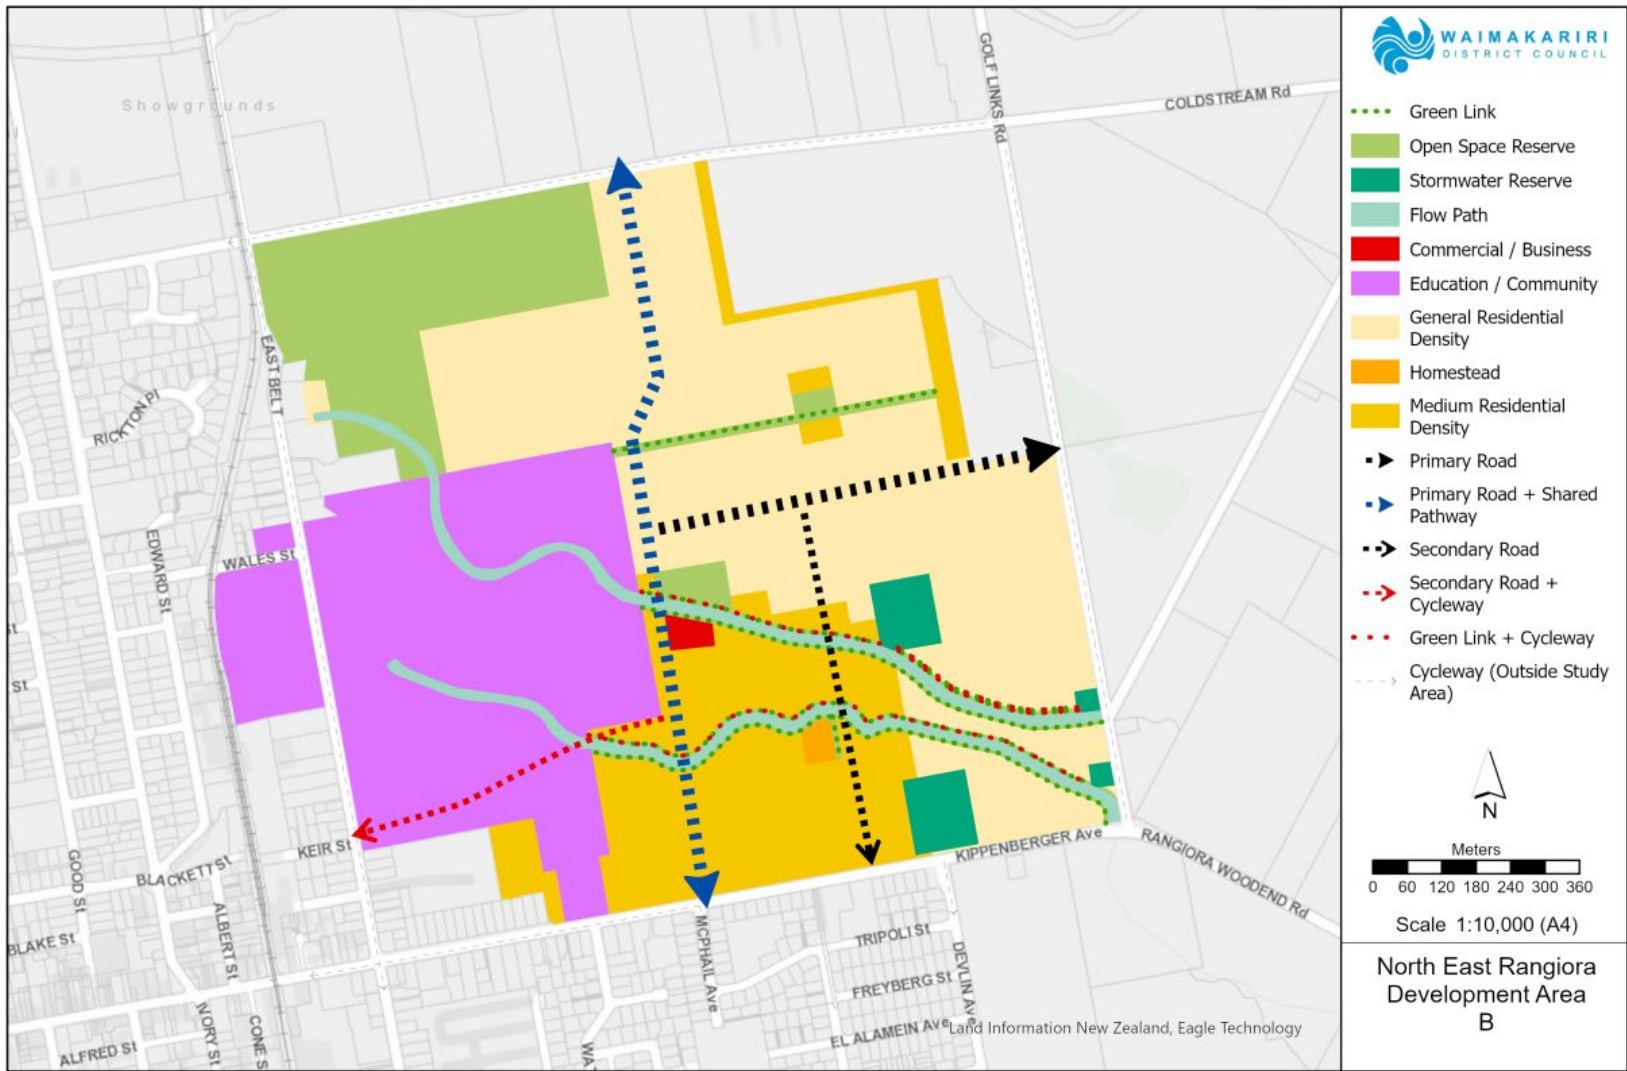 WAIMAKARIRI
DISTRICT COUNCIL
Green Link
Open Space Reserve
Stormwater Reserve
Flow Path
Commercial / Business
Education / Community
General Residential
Density
Homestead
Medium Residential
Density
Primary Road
Primary Road + Shared
Pathway
Secondary Road
Secondary Road +
Cycleway
Green Link + Cycleway
Cycleway (Outside Study
Area)
N
Meters
0 60 120 180 240 300 360
Scale 1:10,000 (A4)
North East Rangiora
Development Area
B
Showgrounds
GOLF LINKS Rd
COLDSTREAM Rd
EAST BELT
RICKTON Pl
EDWARD St
WALES St
St
St
KEIR St
BLACKETT St
GOOD St
ALBERT St
BLAKE St
IVORY St
CONE S
ALFRED St
KIPPENBERGER Ave
RANGIORA WOODEND Rd
MCPHAIL Ave
TRIPOLI St
DEVLIN Ave
FREYBERG St
EL ALAMEIN Ave
WA
Land Information New Zealand, Eagle Technology